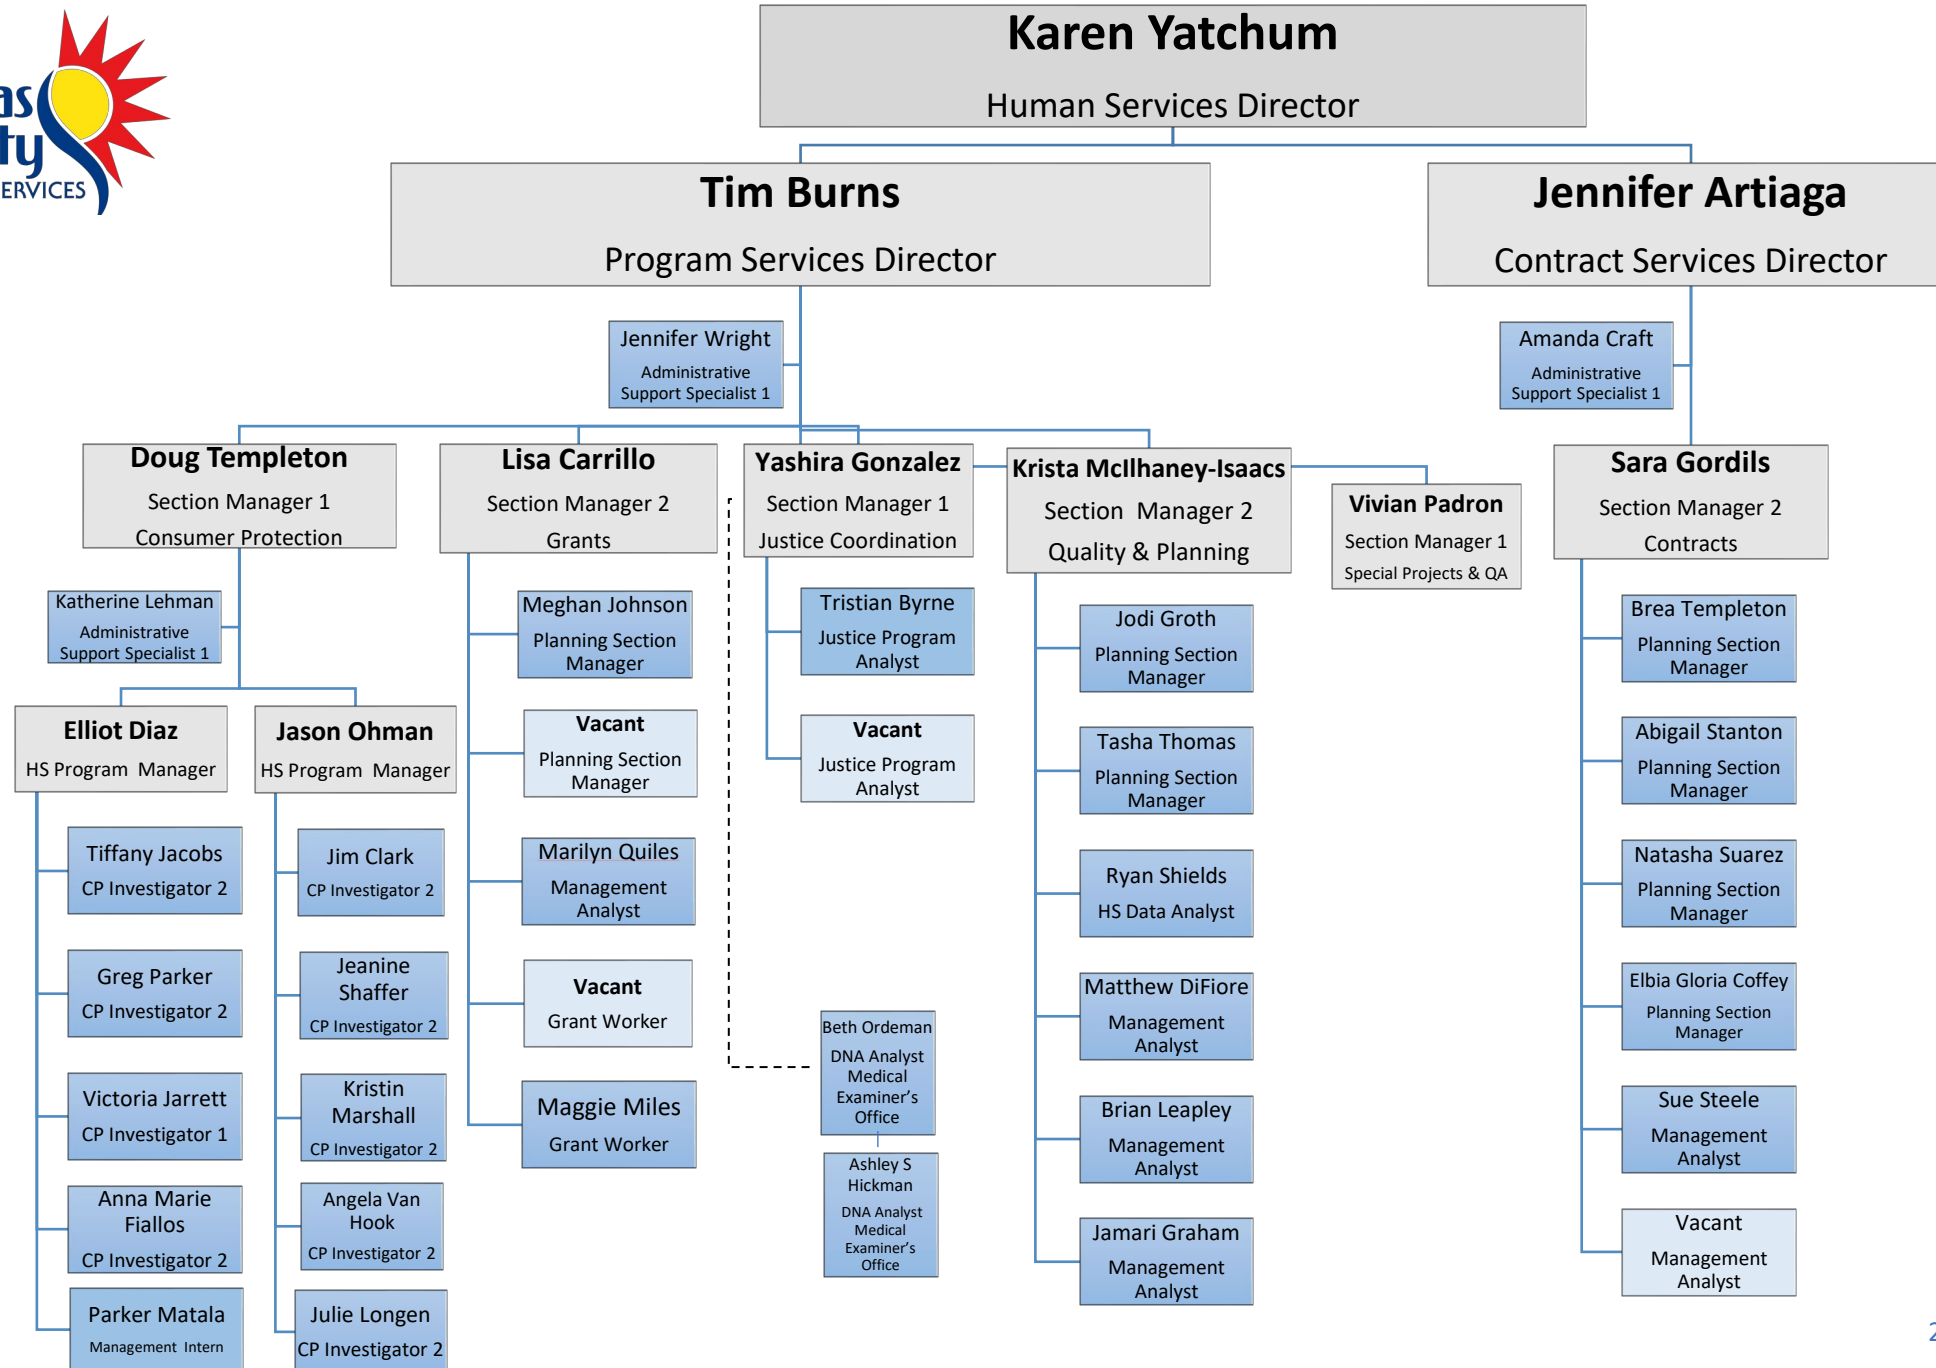 as
ty
ERVICES
Karen Yatchum
Human Services Director
Tim Burns
Program Services Director
Jennifer Artiaga
Contract Services Director
Jennifer Wright
Administrative
Support Specialist 1
Amanda Craft
Administrative
Support Specialist 1
Doug Templeton
Section Manager 1
Consumer Protection
Lisa Carrillo
Section Manager 2
Grants
Yashira Gonzalez
Section Manager 1
Justice Coordination
Krista McIlhaney-Isaacs
Section Manager 2
Quality & Planning
Vivian Padron
Section Manager 1
Special Projects & QA
Sara Gordils
Section Manager 2
Contracts
Katherine Lehman
Administrative
Support Specialist 1
Elliot Diaz
HS Program Manager
Jason Ohman
HS Program Manager
Tiffany Jacobs
CP Investigator 2
Greg Parker
CP Investigator 2
Victoria Jarrett
CP Investigator 1
Anna Marie
Fiallos
CP Investigator 2
Parker Matala
Management Intern
Jim Clark
CP Investigator 2
Jeanine
Shaffer
CP Investigator 2
Kristin
Marshall
CP Investigator 2
Angela Van
Hook
CP Investigator 2
Julie Longen
CP Investigator 2
Meghan Johnson
Planning Section
Manager
Vacant
Planning Section
Manager
Marilyn Quiles
Management
Analyst
Vacant
Grant Worker
Maggie Miles
Grant Worker
Tristian Byrne
Justice Program
Analyst
Vacant
Justice Program
Analyst
Beth Ordeman
DNA Analyst
Medical
Examiner's
Office
Ashley S
Hickman
DNA Analyst
Medical
Examiner's
Office
Jodi Groth
Planning Section
Manager
Tasha Thomas
Planning Section
Manager
Ryan Shields
HS Data Analyst
Matthew DiFiore
Management
Analyst
Brian Leapley
Management
Analyst
Jamari Graham
Management
Analyst
Brea Templeton
Planning Section
Manager
Abigail Stanton
Planning Section
Manager
Natasha Suarez
Planning Section
Manager
Elbia Gloria Coffey
Planning Section
Manager
Sue Steele
Management
Analyst
Vacant
Management
Analyst
2